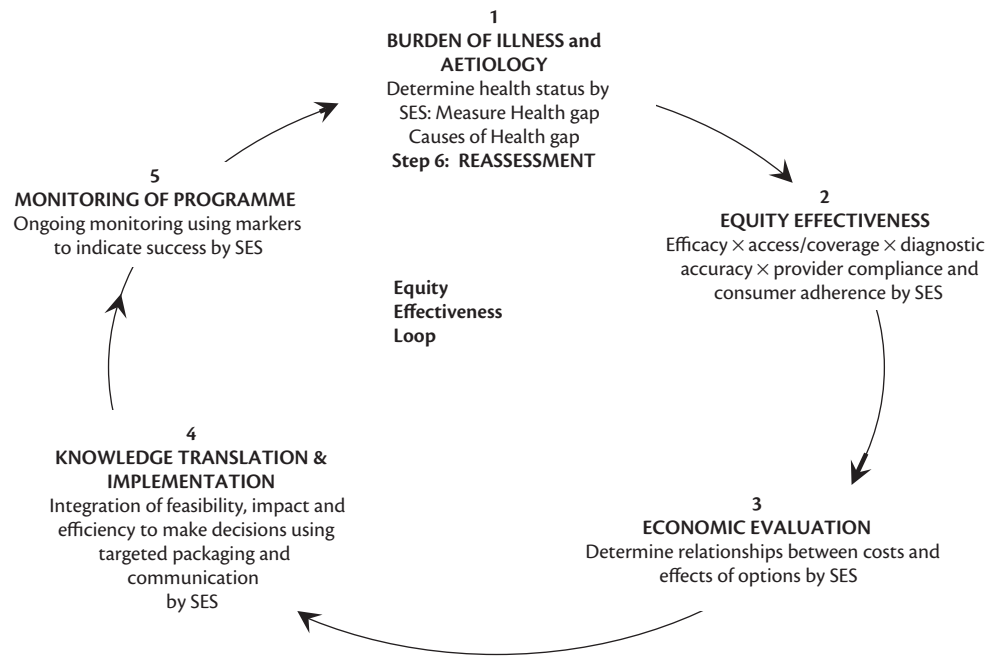 1
BURDEN OF ILLNESS and
AETIOLOGY
Determine health status by
SES: Measure Health gap
Causes of Health gap
Step 6: REASSESSMENT
2
EQUITY EFFECTIVENESS
Efficacy × access/coverage × diagnostic
accuracy × provider compliance and
consumer adherence by SES
3
ECONOMIC EVALUATION
Determine relationships between costs and
effects of options by SES
4
KNOWLEDGE TRANSLATION &
IMPLEMENTATION
Integration of feasibility, impact and
efficiency to make decisions using
targeted packaging and
communication
by SES
5
MONITORING OF PROGRAMME
Ongoing monitoring using markers
to indicate success by SES
Equity
Effectiveness
Loop